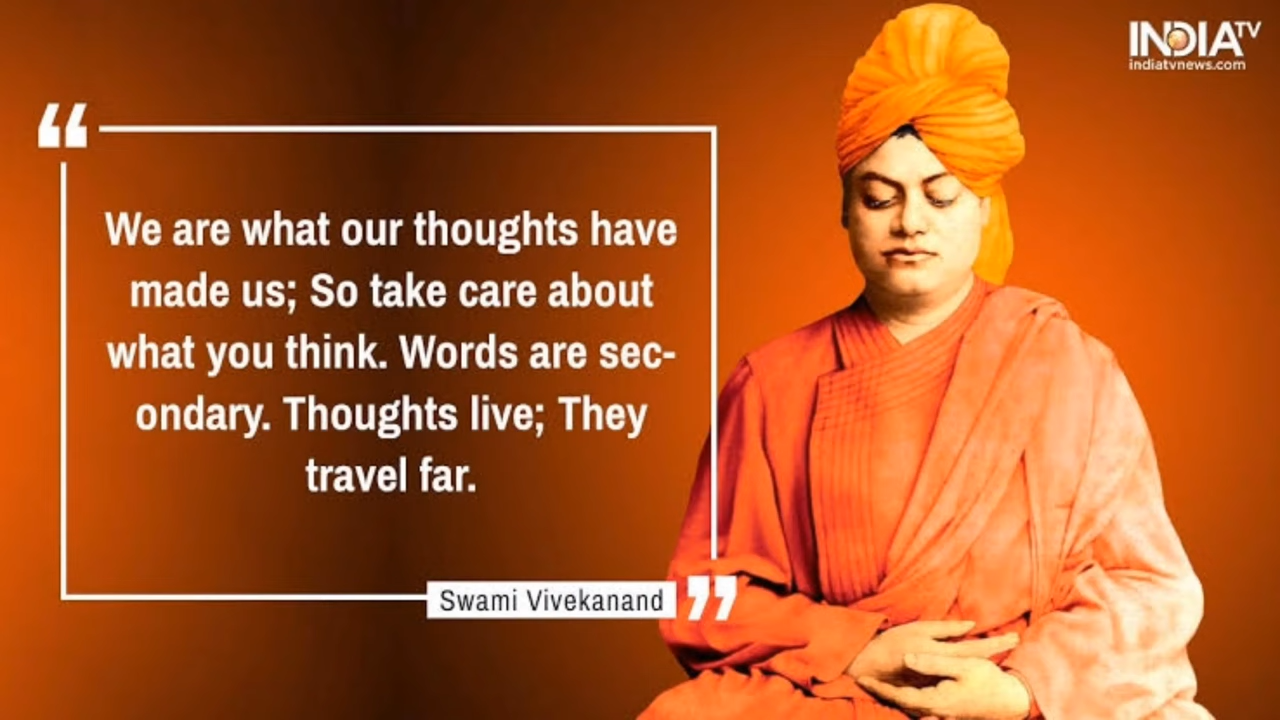 INDIA TV
indiatvnews.com
“
We are what our thoughts have
made us; So take care about
what you think. Words are sec-
ondary. Thoughts live; They
travel far.
Swami Vivekanand ”